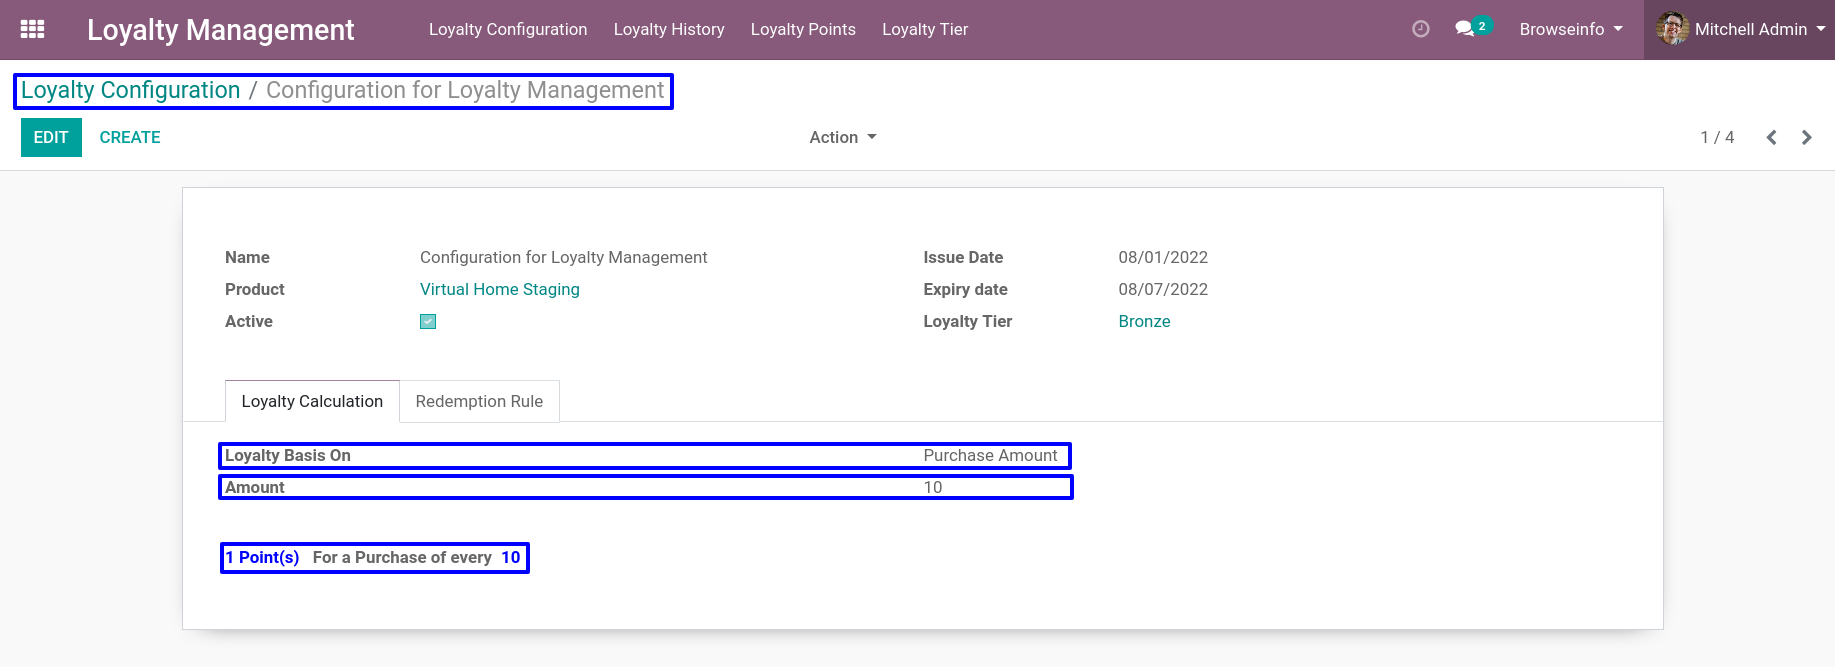 Loyalty Management Loyalty Configuration Loyalty History Loyalty Points Loyalty Tier 2 Browseinfo Mitchell Admin
Loyalty Configuration / Configuration for Loyalty Management
EDIT CREATE Action 1 / 4
Name Configuration for Loyalty Management Issue Date 08/01/2022
Product Virtual Home Staging Expiry date 08/07/2022
Active Loyalty Tier Bronze
Loyalty Calculation Redemption Rule
Loyalty Basis On Purchase Amount
Amount 10
1 Point(s) For a Purchase of every 10